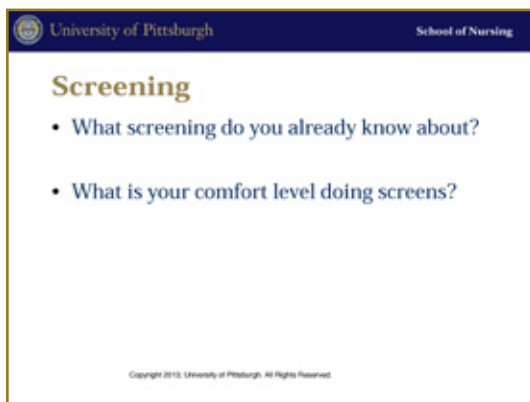 University of Pittsburgh School of Nursing
Screening
• What screening do you already know about?
• What is your comfort level doing screens?
Copyright 2013, University of Pittsburgh. All Rights Reserved.